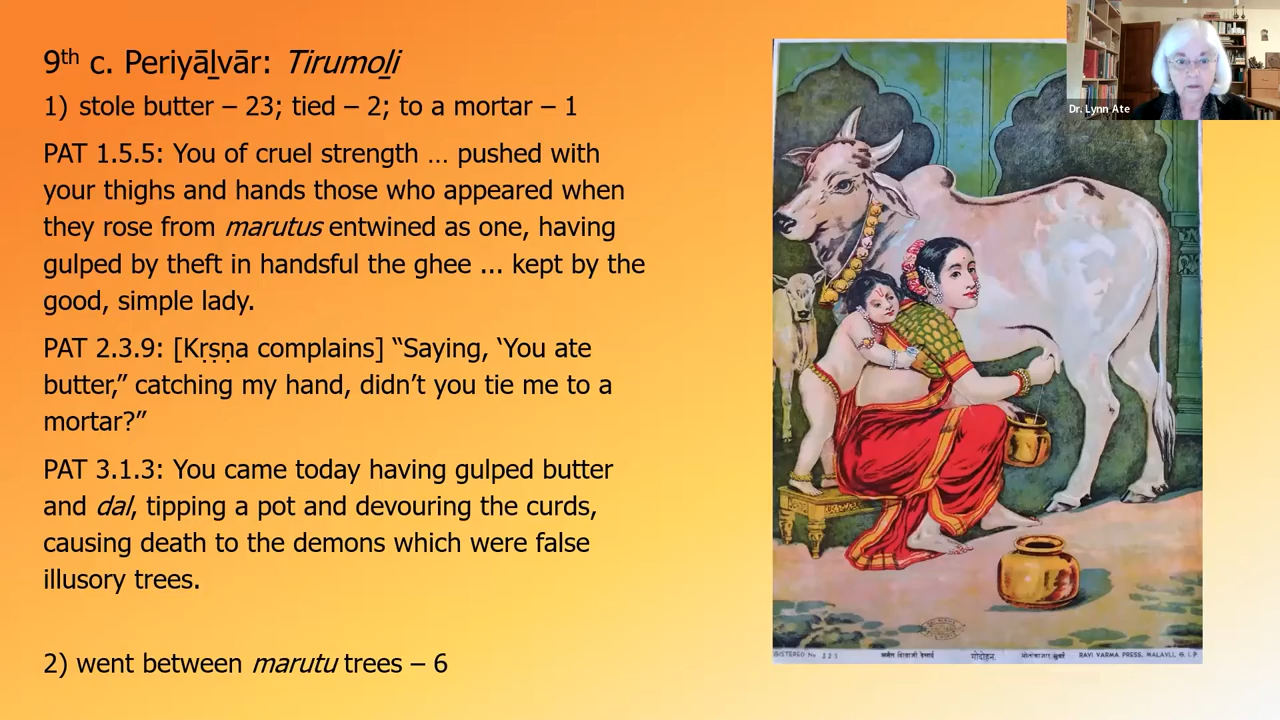 9th c. Periyāḻvār: Tirumoḻi
1) stole butter – 23; tied – 2; to a mortar – 1
PAT 1.5.5: You of cruel strength … pushed with
your thighs and hands those who appeared when
they rose from marutus entwined as one, having
gulped by theft in handsful the ghee ... kept by the
good, simple lady.
PAT 2.3.9: [Kṛṣṇa complains] “Saying, ‘You ate
butter,” catching my hand, didn’t you tie me to a
mortar?”
PAT 3.1.3: You came today having gulped butter
and dal, tipping a pot and devouring the curds,
causing death to the demons which were false
illusory trees.
2) went between marutu trees – 6
Dr. Lynn Ate
गोदोहन. RAVI VARMA PRESS, MALAVLI, G. I. P.